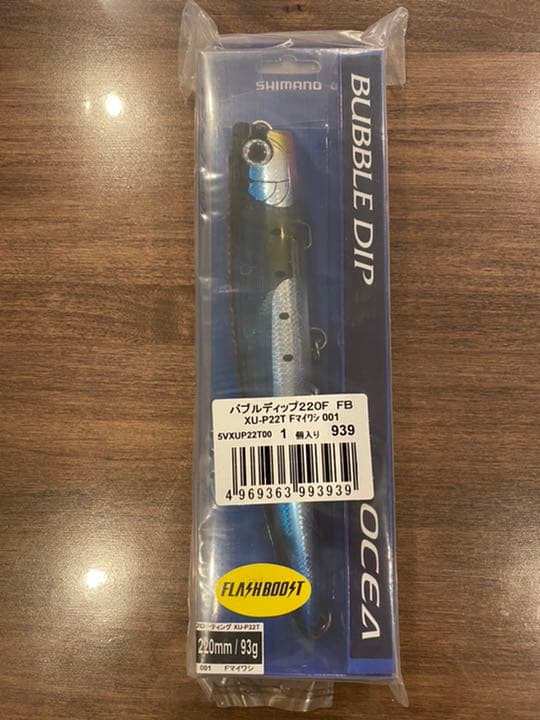 SHIMANO
BUBBLE DIP
OCEA
バブルディップ220F FB
XU-P22T Fマイワシ 001
5VXUP22T00 1 個入り 939
4 969363 993939
FLASHBOOST
フローティング XU-P22T
220mm / 93g
001 Fマイワシ